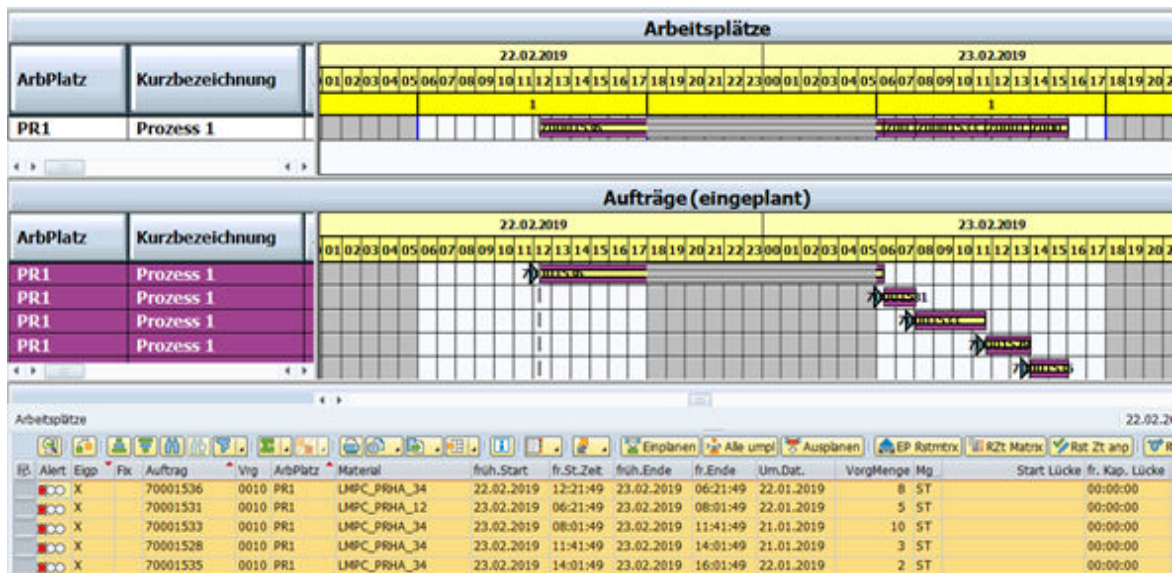 Arbeitsplätze
22.02.2019 23.02.2019
ArbPlatz Kurzbezeichnung 01 02 03 04 05 06 07 08 09 10 11 12 13 14 15 16 17 18 19 20 21 22 23 00 01 02 03 04 05 06 07 08 09 10 11 12 13 14 15 16 17 18 19 20
1 1
PR1 Prozess 1 70001536
Aufträge (eingeplant)
22.02.2019 23.02.2019
ArbPlatz Kurzbezeichnung 01 02 03 04 05 06 07 08 09 10 11 12 13 14 15 16 17 18 19 20 21 22 23 00 01 02 03 04 05 06 07 08 09 10 11 12 13 14 15 16 17 18 19 20
PR1 Prozess 1
PR1 Prozess 1
PR1 Prozess 1
PR1 Prozess 1
Arbeitsplätze 22.02.20
Einplanen Alle umpl Ausplanen EP Rstmtrx RZt Matrix Rst Zt anp
Alert Eigp Fix Auftrag Vrg ArbPlatz Material früh.Start fr.St.Zeit früh.Ende fr.Ende Um.Dat. VorgMenge Mg Start Lücke fr. Kap. Lücke
X 70001536 0010 PR1 LMPC_PRHA_34 22.02.2019 12:21:49 23.02.2019 06:21:49 22.01.2019 8 ST 00:00:00
X 70001531 0010 PR1 LMPC_PRHA_12 23.02.2019 06:21:49 23.02.2019 08:01:49 22.01.2019 5 ST 00:00:00
X 70001533 0010 PR1 LMPC_PRHA_34 23.02.2019 08:01:49 23.02.2019 11:41:49 21.01.2019 10 ST 00:00:00
X 70001528 0010 PR1 LMPC_PRHA_34 23.02.2019 11:41:49 23.02.2019 14:01:49 21.01.2019 3 ST 00:00:00
X 70001535 0010 PR1 LMPC_PRHA_34 23.02.2019 14:01:49 23.02.2019 16:01:49 22.01.2019 2 ST 00:00:00